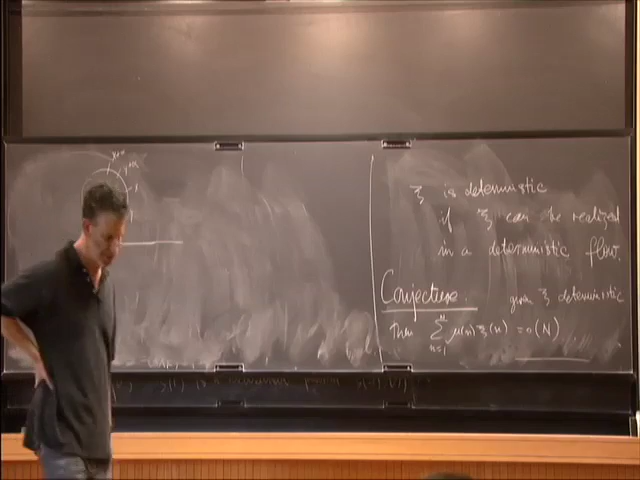 ξ is deterministic
if ξ can be realized
in a deterministic flow.
Conjecture. given ξ deterministic
Then ∑_{n=1}^{N} μ(n) ξ(n) = o(N)